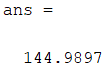 ans =
144.9897